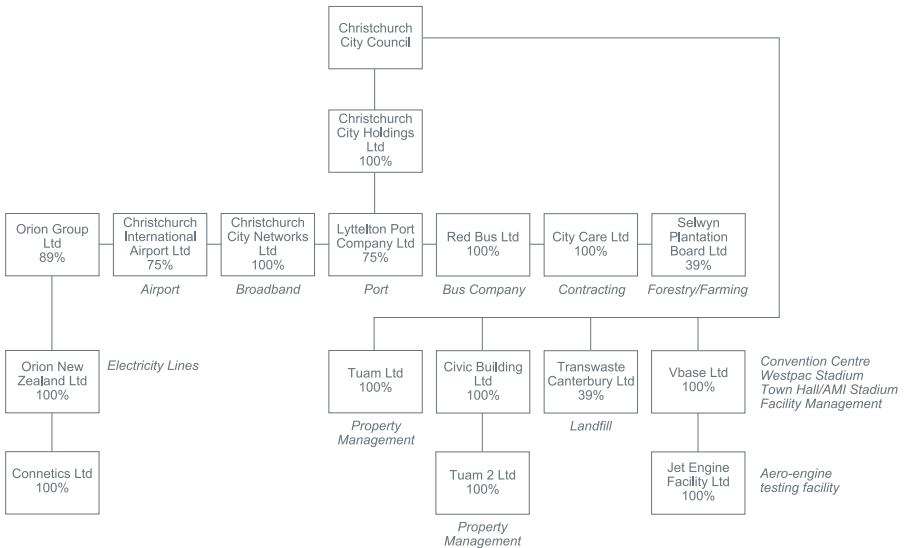 Christchurch
City Council
Christchurch
City Holdings
Ltd
100%
Orion Group
Ltd
89%
Christchurch
International
Airport Ltd
75%
Airport
Christchurch
City Networks
Ltd
100%
Broadband
Lyttelton Port
Company Ltd
75%
Port
Red Bus Ltd
100%
Bus Company
City Care Ltd
100%
Contracting
Selwyn
Plantation
Board Ltd
39%
Forestry/Farming
Orion New
Zealand Ltd
100%
Electricity Lines
Tuam Ltd
100%
Property
Management
Civic Building
Ltd
100%
Transwaste
Canterbury Ltd
39%
Landfill
Vbase Ltd
100%
Convention Centre
Westpac Stadium
Town Hall/AMI Stadium
Facility Management
Connetics Ltd
100%
Tuam 2 Ltd
100%
Property
Management
Jet Engine
Facility Ltd
100%
Aero-engine
testing facility